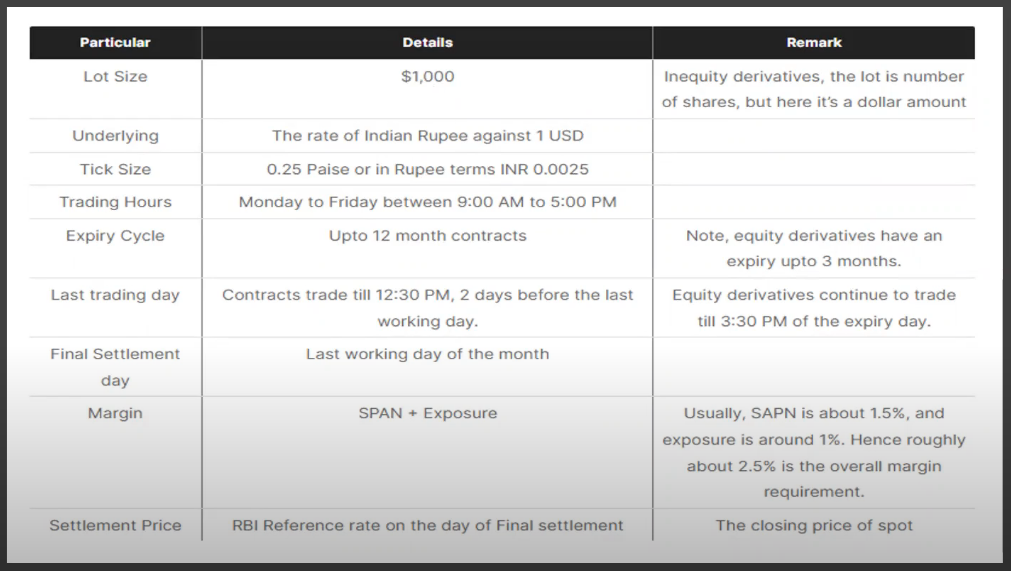 Particular Details Remark
Lot Size $1,000 Inequity derivatives, the lot is number
of shares, but here it's a dollar amount
Underlying The rate of Indian Rupee against 1 USD
Tick Size 0.25 Paise or in Rupee terms INR 0.0025
Trading Hours Monday to Friday between 9:00 AM to 5:00 PM
Expiry Cycle Upto 12 month contracts Note, equity derivatives have an
expiry upto 3 months.
Last trading day Contracts trade till 12:30 PM, 2 days before the last Equity derivatives continue to trade
working day. till 3:30 PM of the expiry day.
Final Settlement Last working day of the month
day
Margin SPAN + Exposure Usually, SAPN is about 1.5%, and
exposure is around 1%. Hence roughly
about 2.5% is the overall margin
requirement.
Settlement Price RBI Reference rate on the day of Final settlement The closing price of spot